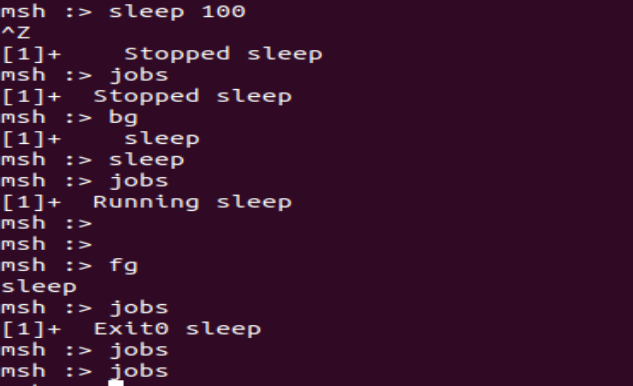 msh :> sleep 100
^Z
[1]+     Stopped sleep
msh :> jobs
[1]+  Stopped sleep
msh :> bg
[1]+    sleep
msh :> sleep
msh :> jobs
[1]+  Running sleep
msh :>
msh :>
msh :> fg
sleep
msh :> jobs
[1]+  Exit0 sleep
msh :> jobs
msh :> jobs